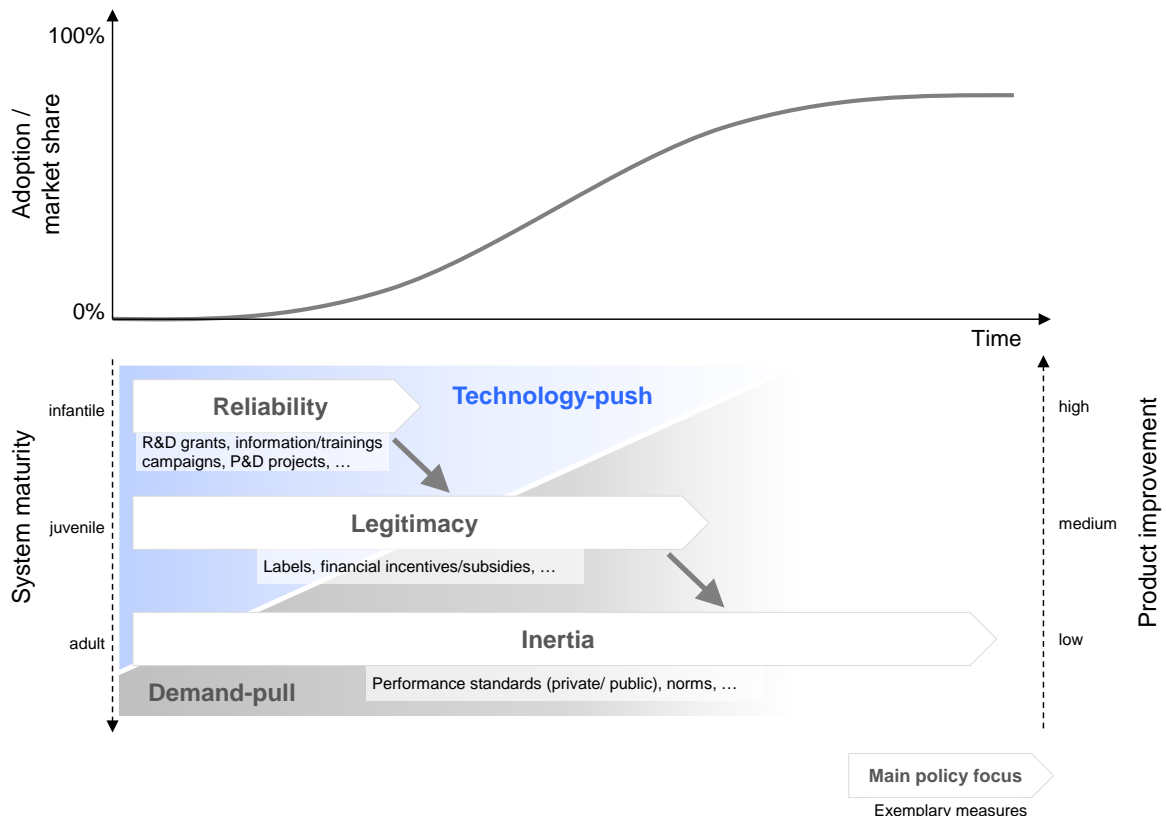 100%
Adoption /
market share
0%
Time
Technology-push
infantile
Reliability
high
R&D grants, information/trainings
campaigns, P&D projects, …
System maturity
Product improvement
juvenile
Legitimacy
medium
Labels, financial incentives/subsidies, …
adult
Inertia
low
Performance standards (private/ public), norms, …
Demand-pull
Main policy focus
Exemplary measures